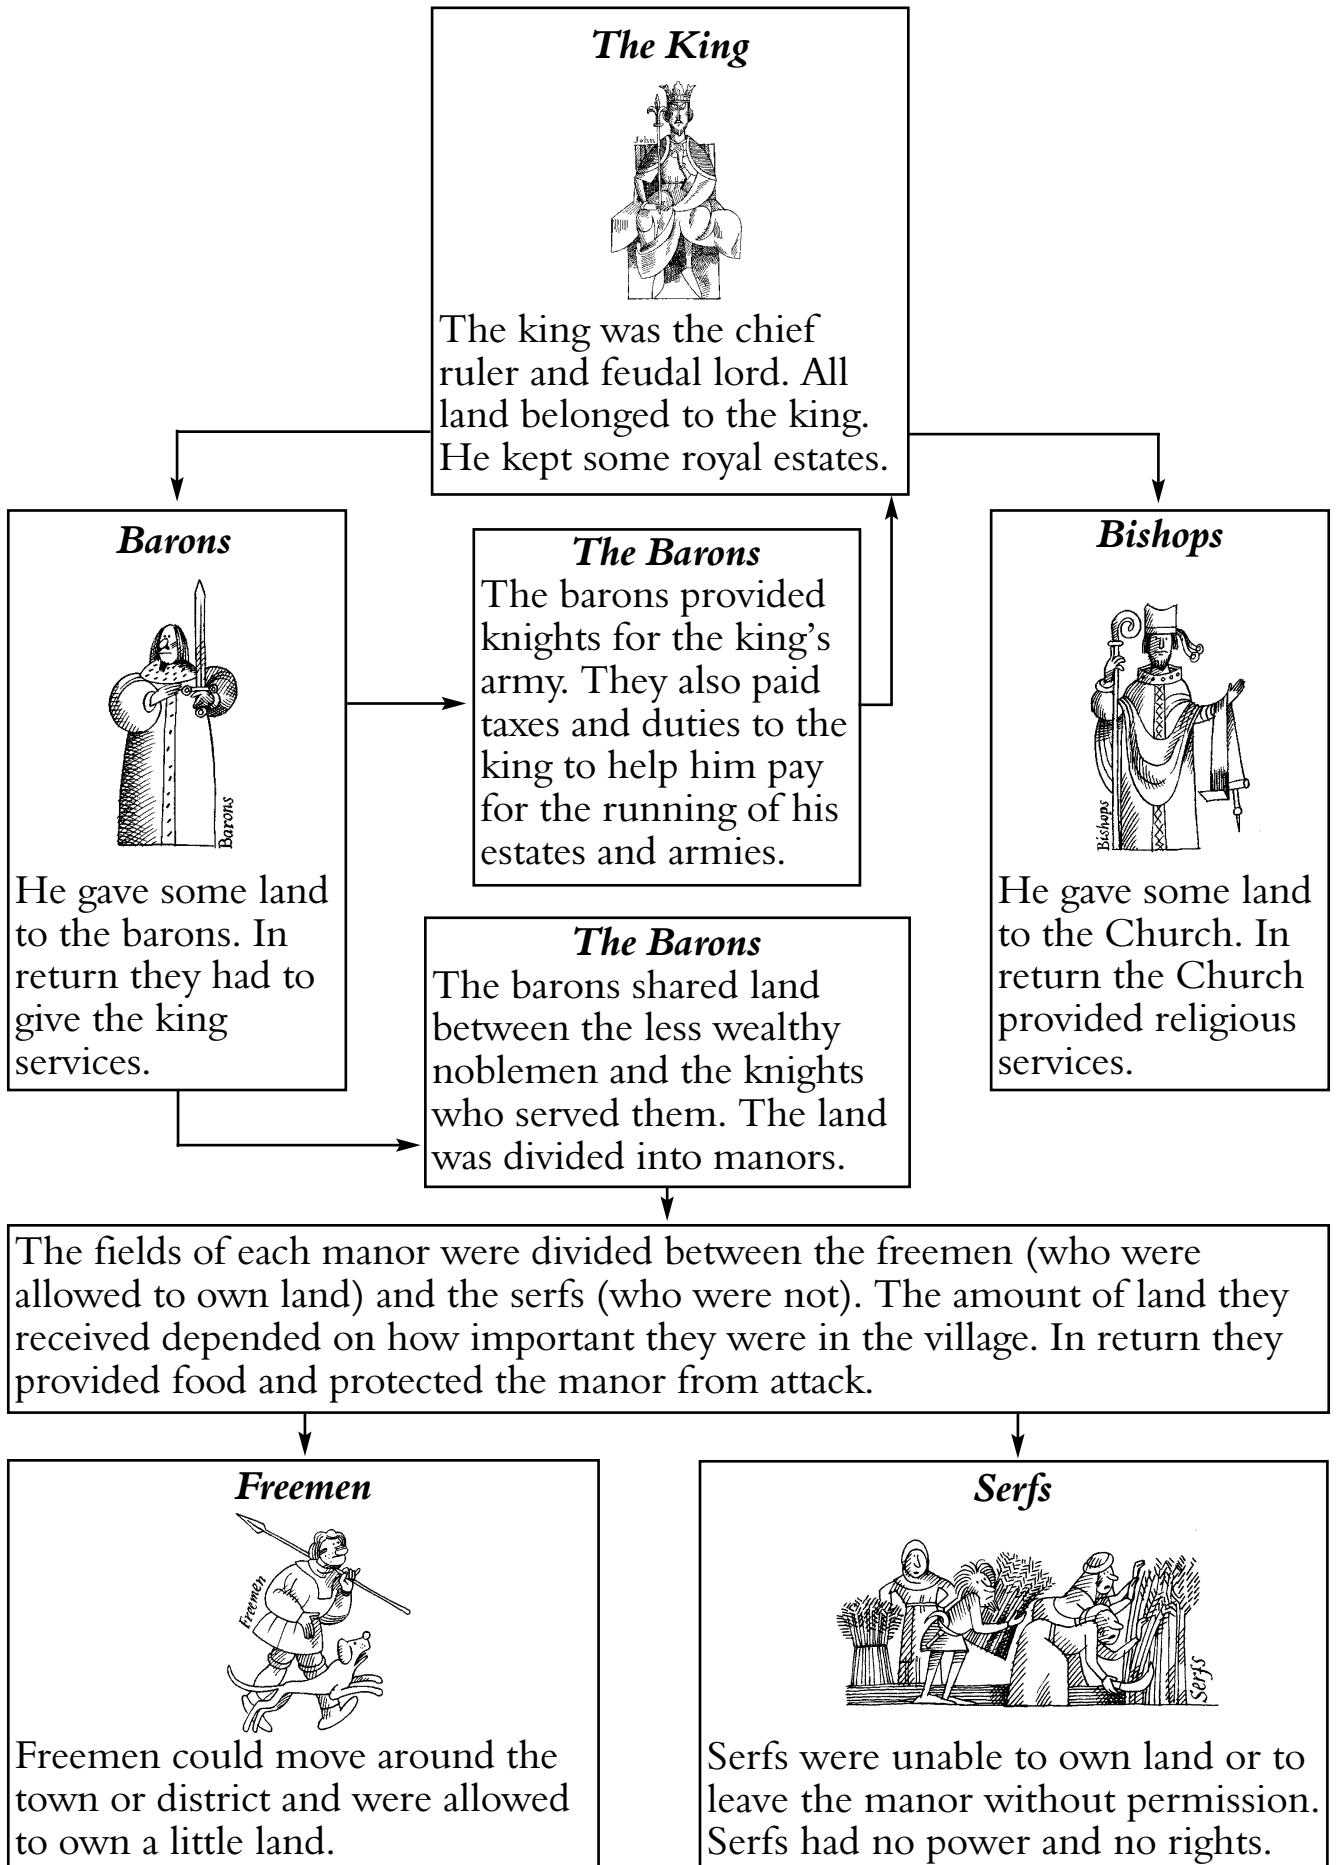 The King
John
The king was the chief
ruler and feudal lord. All
land belonged to the king.
He kept some royal estates.
Barons
Barons
He gave some land
to the barons. In
return they had to
give the king
services.
The Barons
The barons provided
knights for the king’s
army. They also paid
taxes and duties to the
king to help him pay
for the running of his
estates and armies.
Bishops
Bishops
He gave some land
to the Church. In
return the Church
provided religious
services.
The Barons
The barons shared land
between the less wealthy
noblemen and the knights
who served them. The land
was divided into manors.
The fields of each manor were divided between the freemen (who were
allowed to own land) and the serfs (who were not). The amount of land they
received depended on how important they were in the village. In return they
provided food and protected the manor from attack.
Freemen
Freemen
Freemen could move around the
town or district and were allowed
to own a little land.
Serfs
Serfs
Serfs were unable to own land or to
leave the manor without permission.
Serfs had no power and no rights.